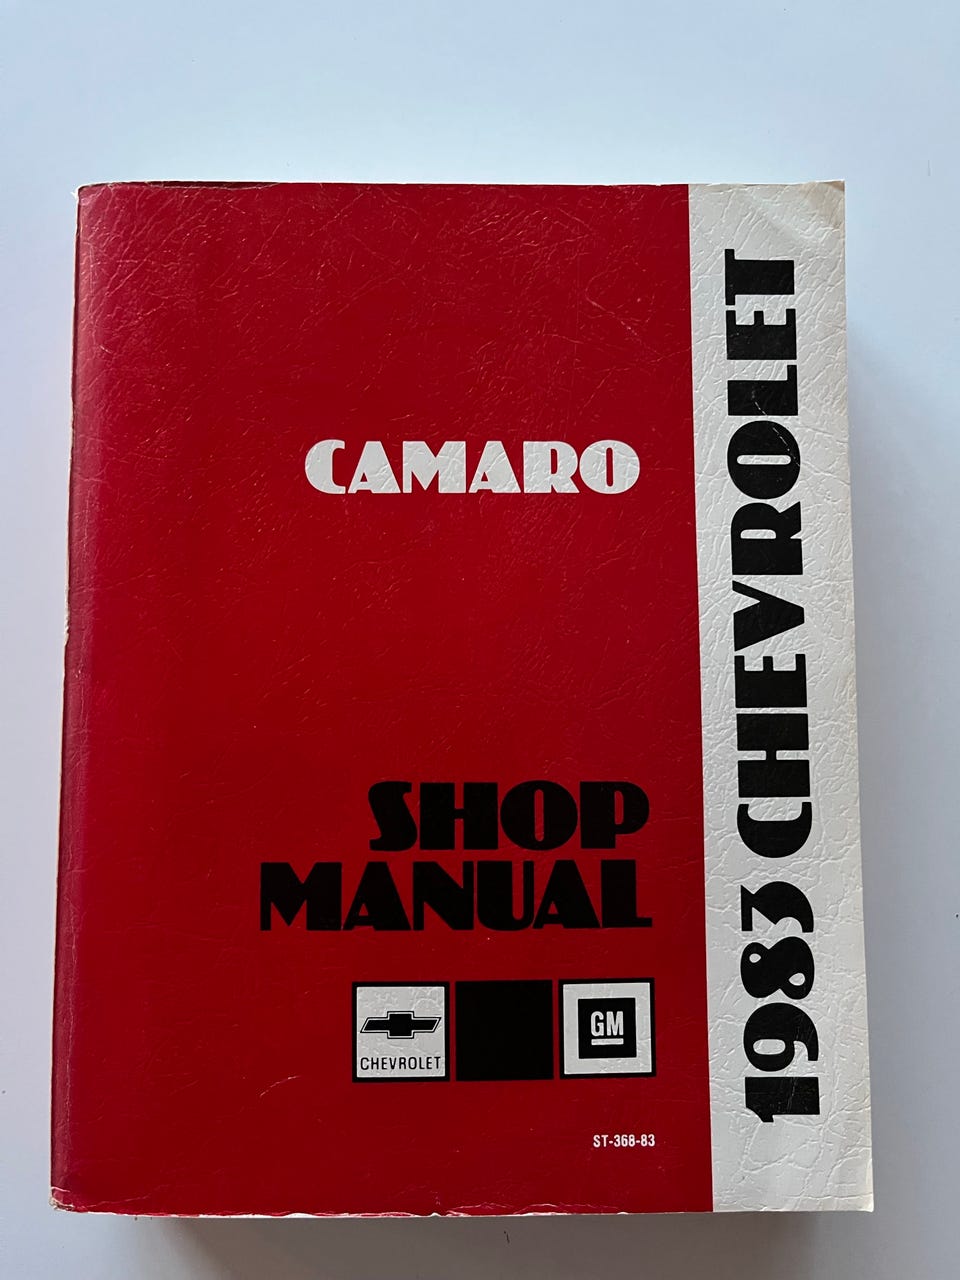 CAMARO
SHOP
MANUAL
CHEVROLET
GM
ST-368-83
1983 CHEVROLET